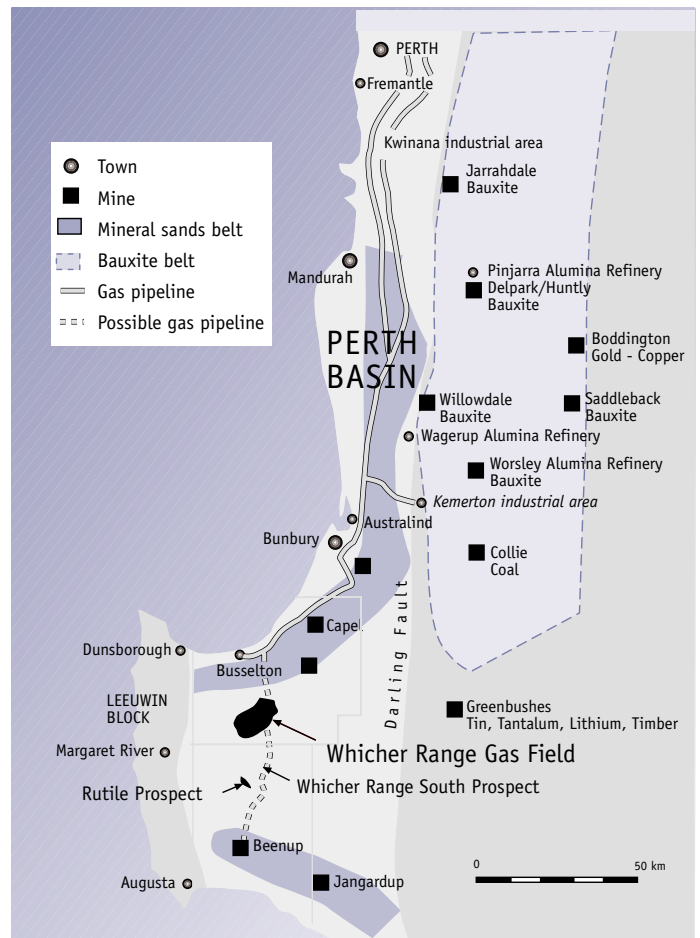 PERTH
Fremantle
Kwinana industrial area
Town
Mine
Mineral sands belt
Bauxite belt
Gas pipeline
Possible gas pipeline
Jarrahdale
Bauxite
Mandurah
Pinjarra Alumina Refinery
Delpark/Huntly
Bauxite
PERTH
BASIN
Boddington
Gold - Copper
Willowdale
Bauxite
Saddleback
Bauxite
Wagerup Alumina Refinery
Worsley Alumina Refinery
Bauxite
Kemerton industrial area
Australind
Bunbury
Collie
Coal
Darling Fault
Capel
Dunsborough
Busselton
LEEUWIN
BLOCK
Greenbushes
Tin, Tantalum, Lithium, Timber
Margaret River
Whicher Range Gas Field
Rutile Prospect
Whicher Range South Prospect
Beenup
Augusta
Jangardup
0
50 km